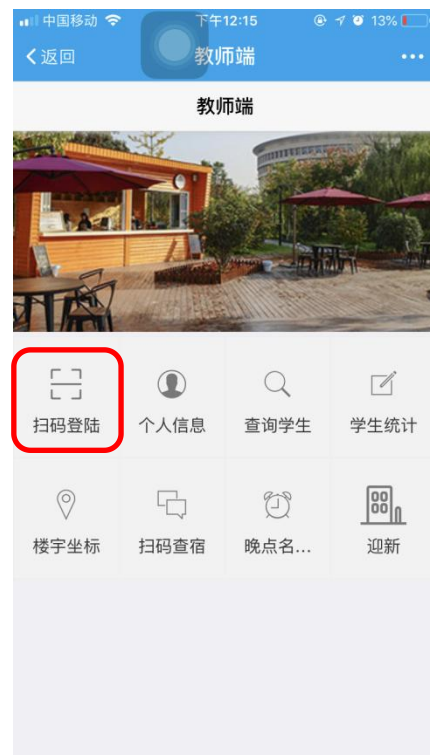 中国移动 下午12:15 13%
返回 教师端
教师端
扫码登陆 个人信息 查询学生 学生统计
楼宇坐标 扫码查宿 晚点名... 迎新